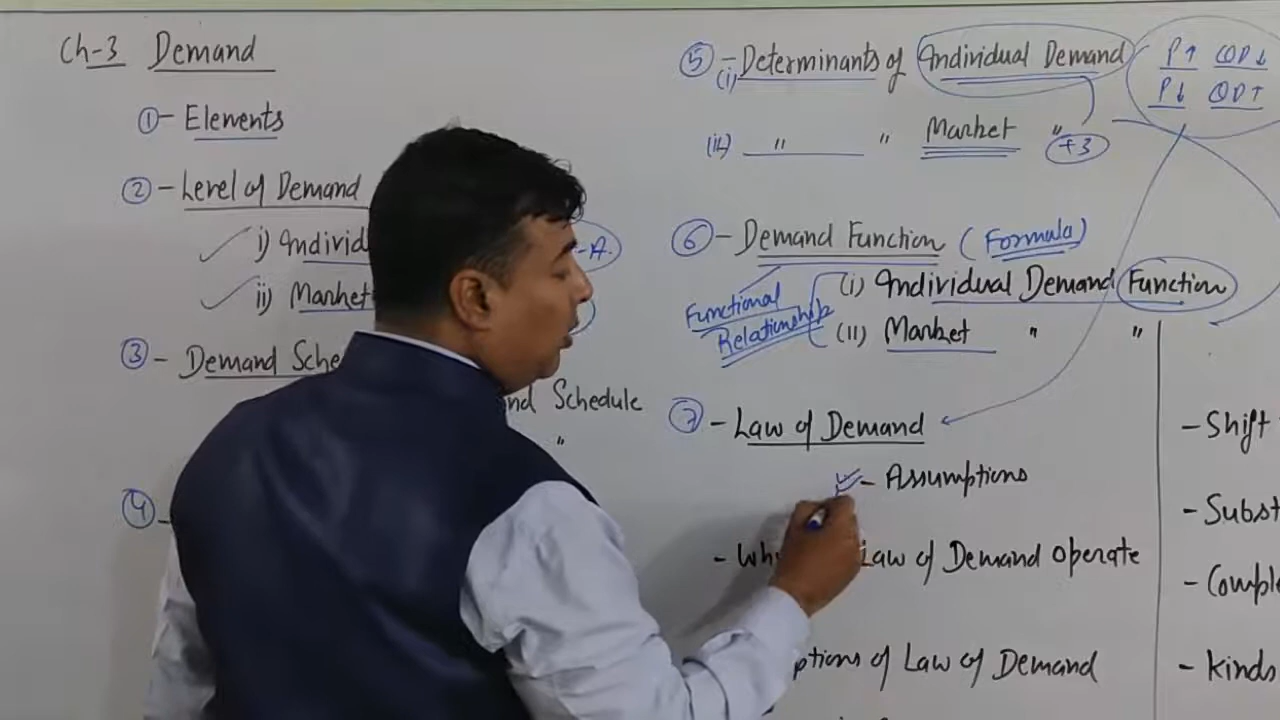 Ch-3 Demand
① - Elements
② - Level of Demand
i) Individ
ii) Market
-A.
③ - Demand Sche
nd Schedule
"
④ -
⑤ - Determinants of Individual Demand
(i)
(ii) " " Market "
+3
P↑ QD↓
P↓ QD↑
⑥ - Demand Function (Formula)
Functional Relationship
(i) Individual Demand Function
(ii) Market " "
⑦ - Law of Demand
- Assumptions
- Wh Law of Demand Operate
ptions of Law of Demand
- Shift
- Subst
- Comple
- Kinds